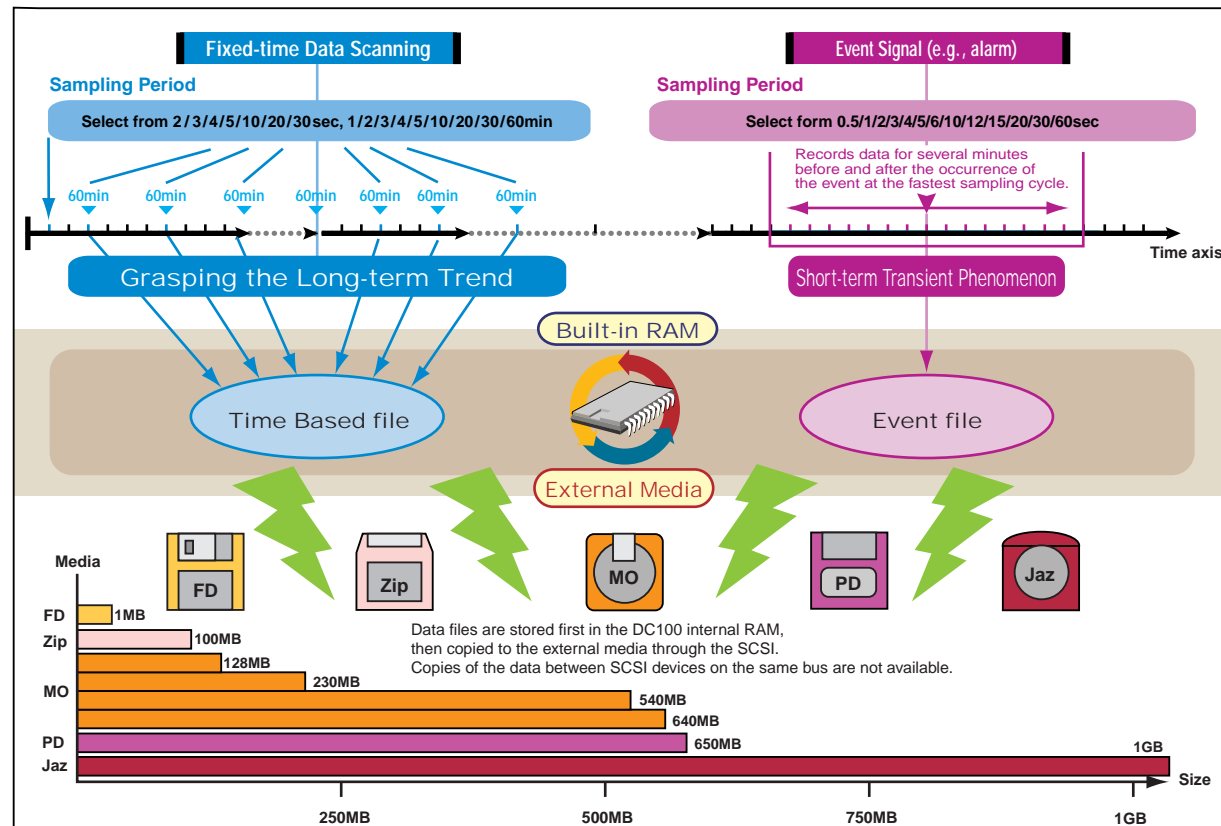 Fixed-time Data Scanning
Event Signal (e.g., alarm)
Sampling Period
Sampling Period
Select from 2/3/4/5/10/20/30sec, 1/2/3/4/5/10/20/30/60min
Select form 0.5/1/2/3/4/5/6/10/12/15/20/30/60sec
Records data for several minutes
before and after the occurrence of
the event at the fastest sampling cycle.
60min 60min 60min 60min 60min 60min 60min
Time axis
Grasping the Long-term Trend
Short-term Transient Phenomenon
Built-in RAM
Time Based file
Event file
External Media
FD
Zip
MO
PD
Jaz
Media
FD
1MB
Zip
100MB
Data files are stored first in the DC100 internal RAM,
then copied to the external media through the SCSI.
Copies of the data between SCSI devices on the same bus are not available.
128MB
230MB
MO
540MB
640MB
PD
650MB
Jaz
1GB
Size
250MB
500MB
750MB
1GB